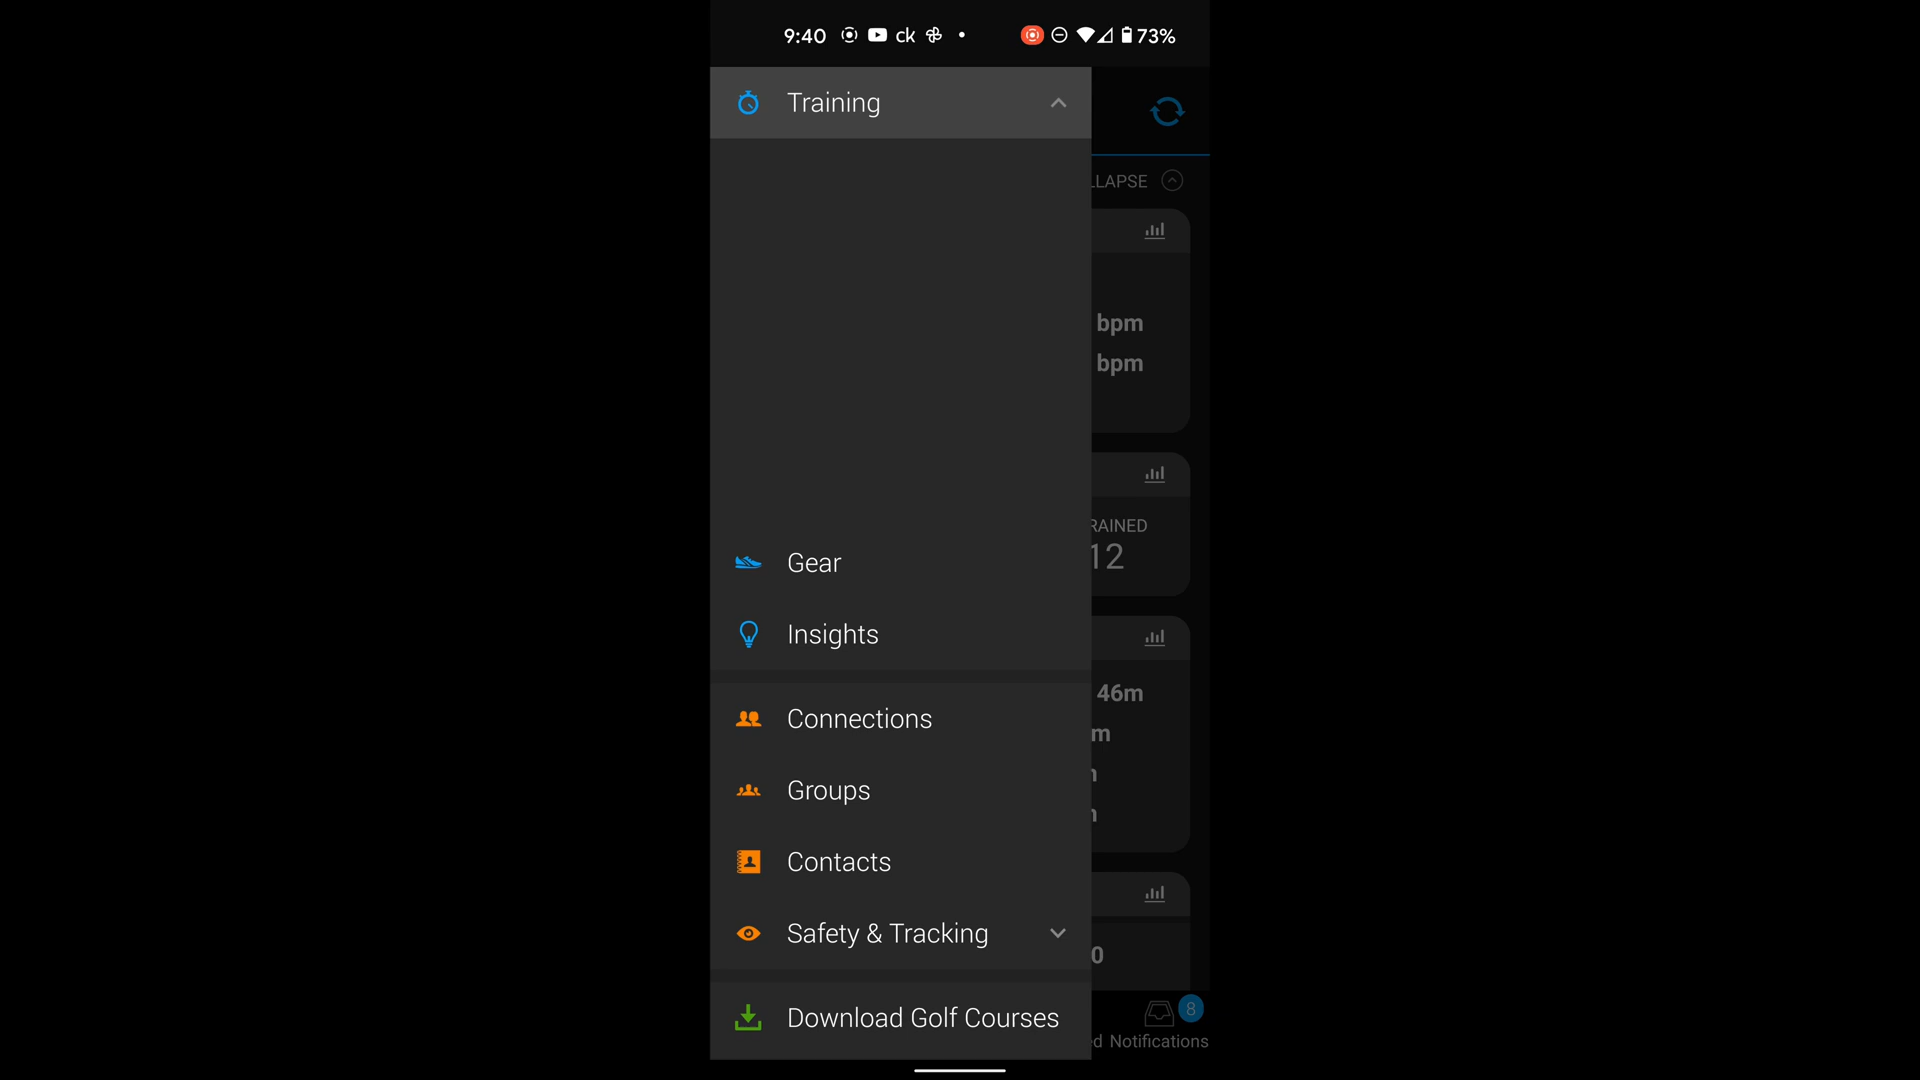 9:40 ck 73%
Training
LLAPSE
bpm
bpm
Gear
RAINED
12
Insights
46m
Connections
m
Groups
Contacts
Safety & Tracking
0
Download Golf Courses
8
d Notifications